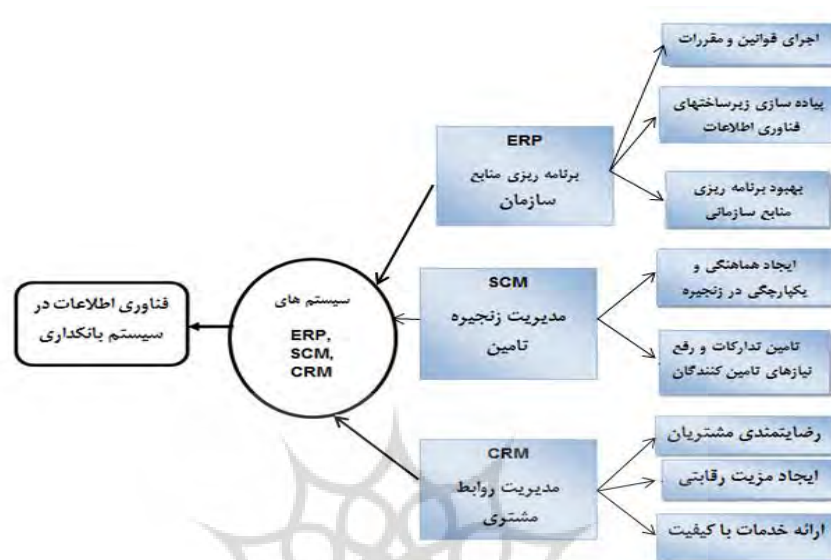 اجرای قوانین و مقررات
پیاده سازی زیرساختهای
فناوری اطلاعات
بهبود برنامه ریزی
منابع سازمانی
ERP
برنامه ریزی منابع
سازمان
ایجاد هماهنگی و
یکپارچگی در زنجیره
تامین تدارکات و رفع
نیازهای تامین کنندگان
SCM
مدیریت زنجیره
تامین
رضایتمندی مشتریان
ایجاد مزیت رقابتی
ارائه خدمات با کیفیت
CRM
مدیریت روابط
مشتری
سیستم های
ERP,
SCM,
CRM
فناوری اطلاعات در
سیستم بانکداری